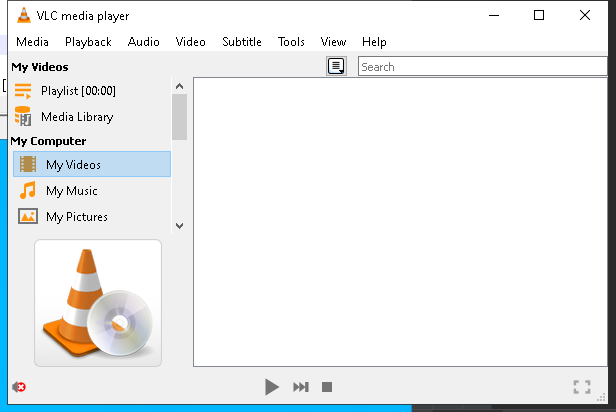 VLC media player
Media Playback Audio Video Subtitle Tools View Help
My Videos
Search
Playlist [00:00]
Media Library
My Computer
My Videos
My Music
My Pictures